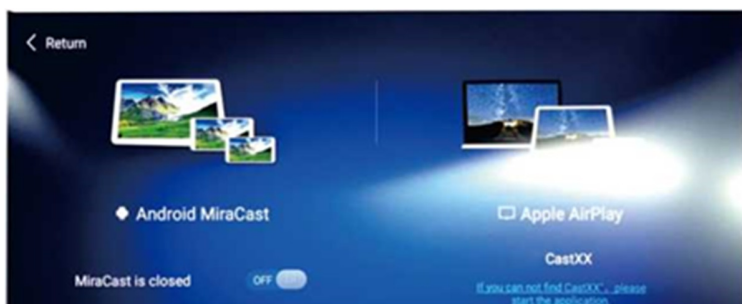 Return
Android MiraCast
Apple AirPlay
MiraCast is closed
OFF
CastXX
If you can not find CastXX", please
start the application